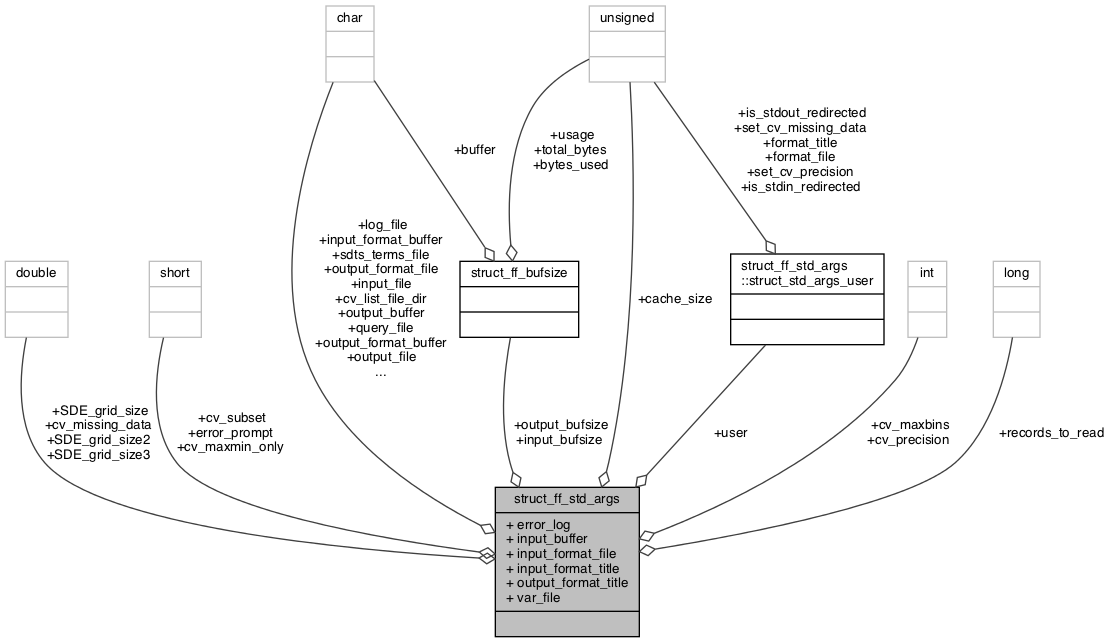 char
unsigned
+is_stdout_redirected
+set_cv_missing_data
+format_title
+format_file
+set_cv_precision
+is_stdin_redirected
+buffer
+usage
+total_bytes
+bytes_used
+log_file
+input_format_buffer
+sdts_terms_file
+output_format_file
+input_file
+cv_list_file_dir
+output_buffer
+query_file
+output_format_buffer
+output_file
...
double
short
struct_ff_bufsize
struct_ff_std_args
::struct_std_args_user
int
long
+cache_size
+SDE_grid_size
+cv_missing_data
+SDE_grid_size2
+SDE_grid_size3
+cv_subset
+error_prompt
+cv_maxmin_only
+output_bufsize
+input_bufsize
+user
+cv_maxbins
+cv_precision
+records_to_read
struct_ff_std_args
+ error_log
+ input_buffer
+ input_format_file
+ input_format_title
+ output_format_title
+ var_file